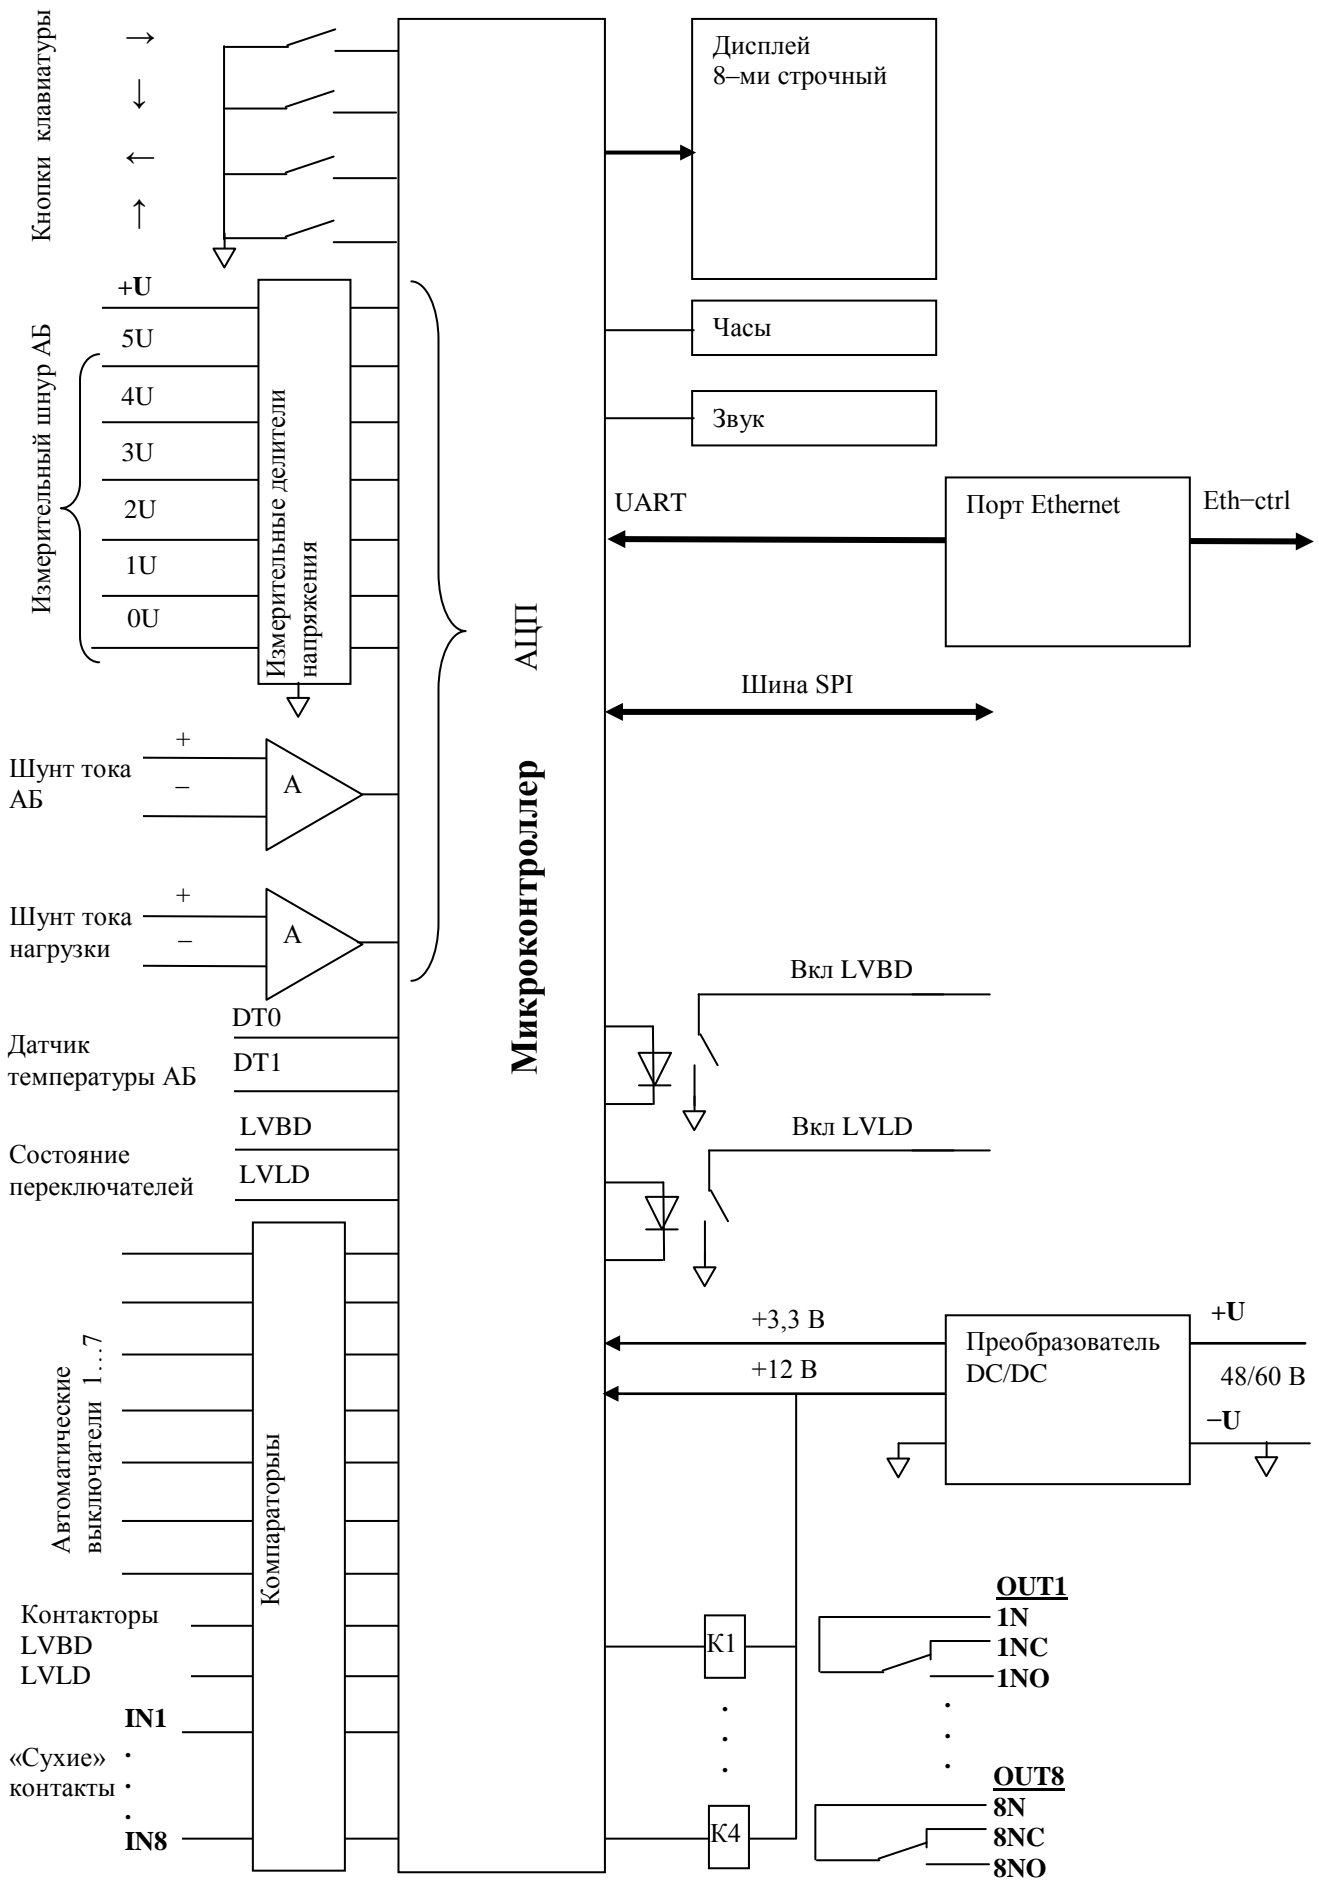 Кнопки клавиатуры
→
↓
←
↑
Дисплей
8–ми строчный
Часы
Звук
+U
Измерительный шнур АБ
5U
4U
3U
2U
1U
0U
Измерительные делители
напряжения
АЦП
Микроконтроллер
UART
Порт Ethernet
Eth−ctrl
Шина SPI
Шунт тока
АБ
+
−
A
Шунт тока
нагрузки
+
−
A
Датчик
температуры АБ
DT0
DT1
Состояние
переключателей
LVBD
LVLD
Вкл LVBD
Вкл LVLD
+3,3 В
+12 В
Преобразователь
DC/DC
+U
48/60 В
−U
Автоматические
выключатели 1…7
Компараторыы
Контакторы
LVBD
LVLD
IN1
«Сухие»
контакты
.
.
.
IN8
К1
.
.
.
К4
OUT1
1N
1NC
1NO
.
.
.
OUT8
8N
8NC
8NO